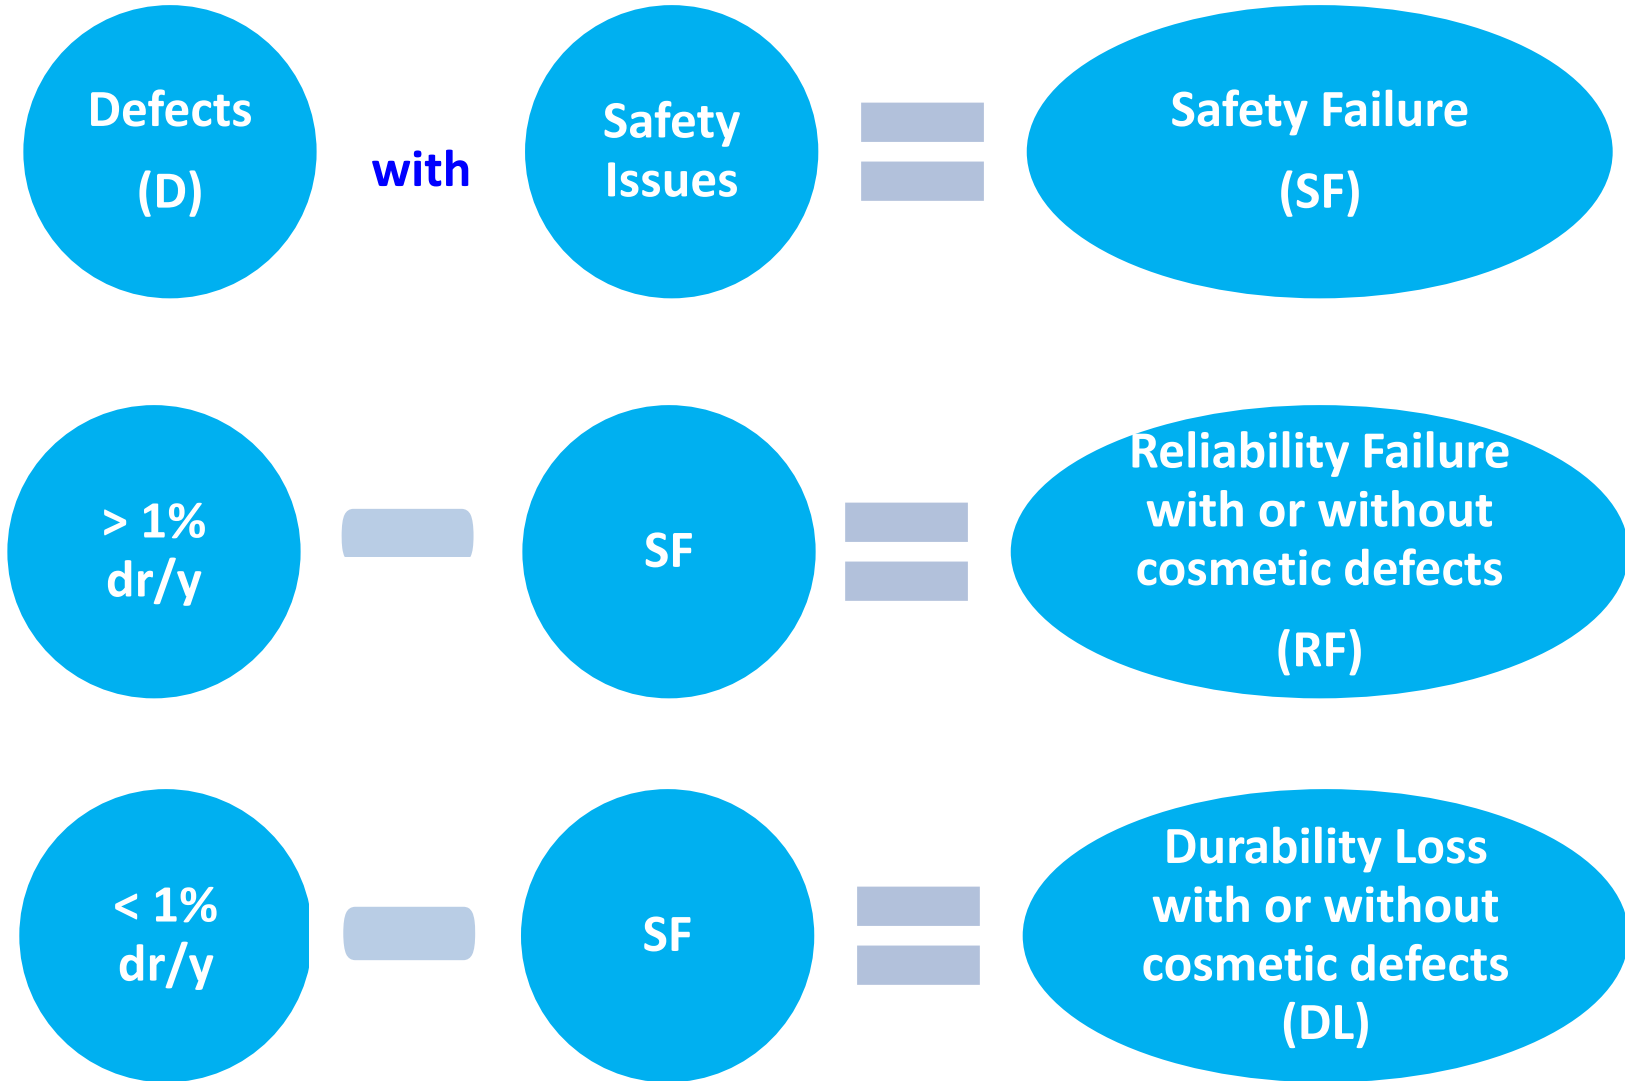 Defects
(D)
with
Safety
Issues
Safety Failure
(SF)
> 1%
dr/y
SF
Reliability Failure
with or without
cosmetic defects
(RF)
< 1%
dr/y
SF
Durability Loss
with or without
cosmetic defects
(DL)